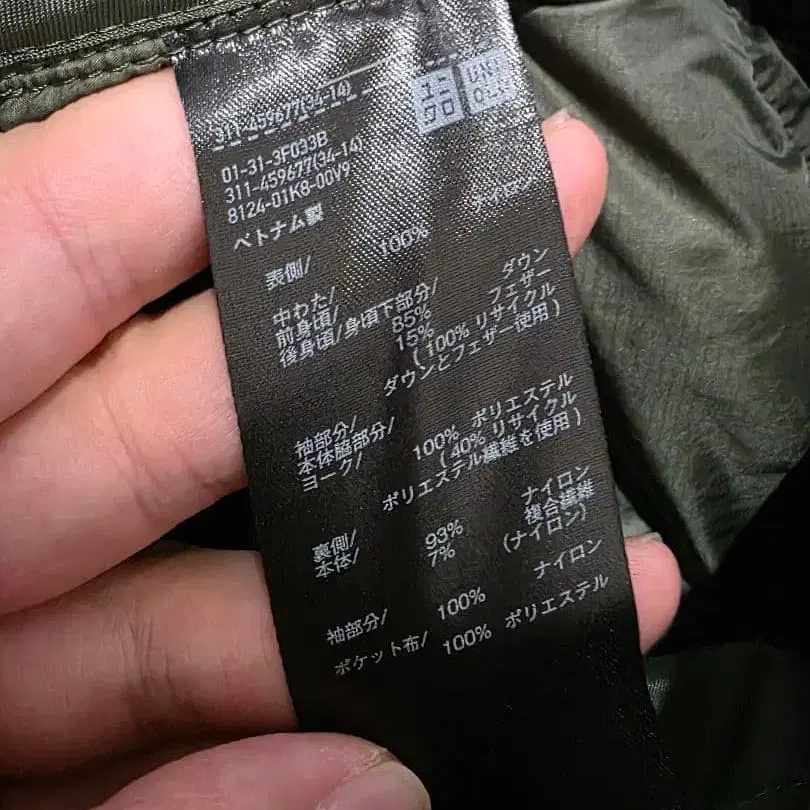 ユニ
クロ
UNI
QLO
311-459677(34-14)
01-31-3F033B
311-459677(34-14)
8124-01K8-00V9
ベトナム製
表側/ 100% ナイロン
中わた/
前身頃/
後身頃/身頃下部分/
85% ダウン
15% フェザー
(100% リサイクル
ダウンとフェザー使用)
袖部分/
本体脇部分/
ヨーク/ 100% ポリエステル
(40% リサイクル
ポリエステル繊維を使用)
裏側/
本体/ 93% ナイロン
7% 複合繊維
(ナイロン)
袖部分/ 100% ナイロン
ポケット布/ 100% ポリエステル